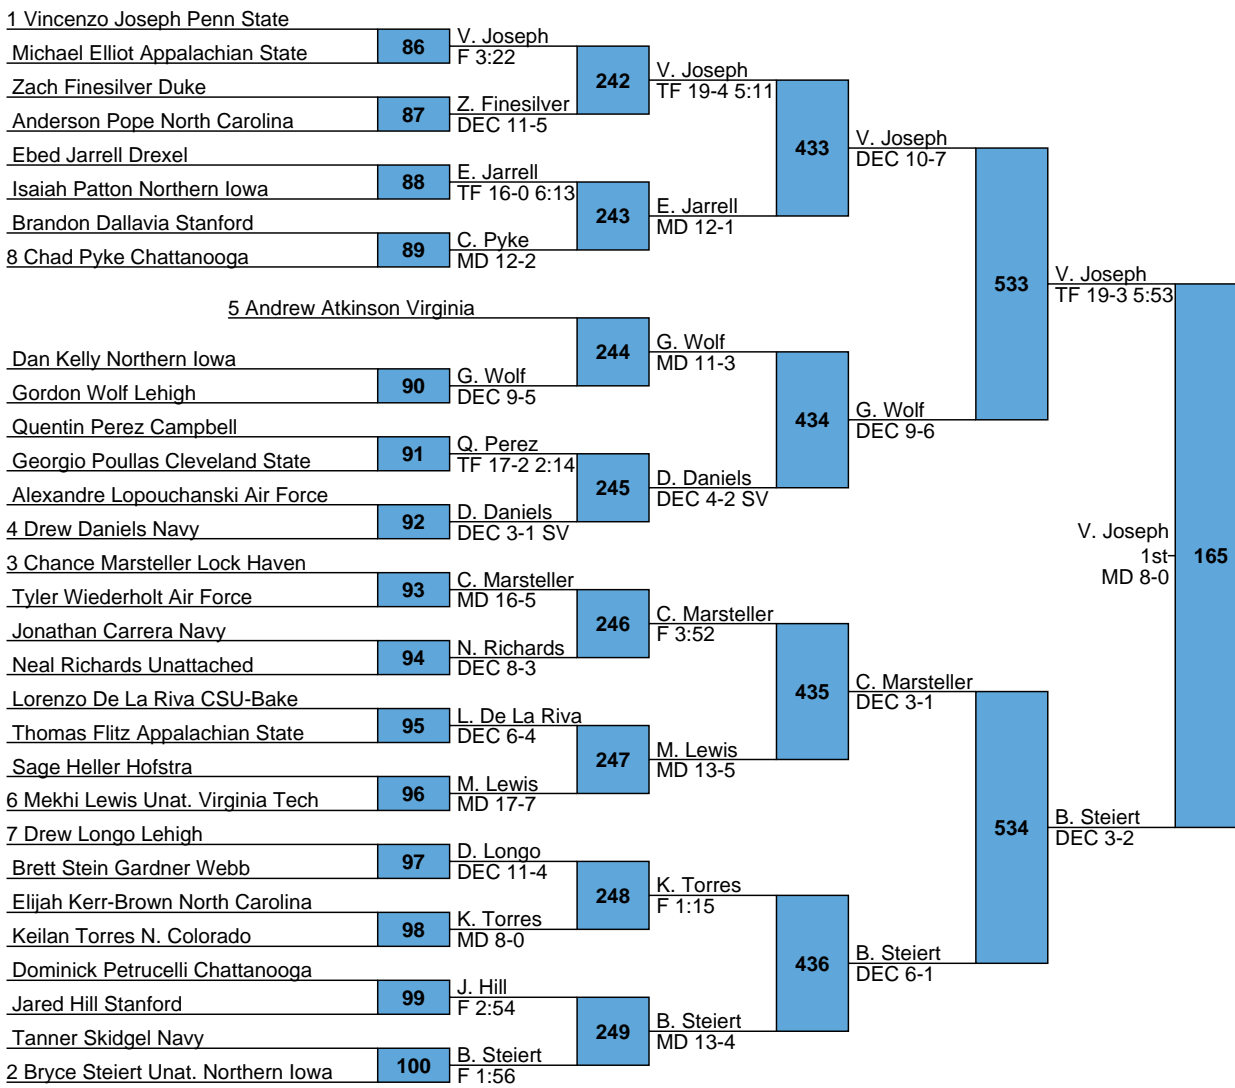 1 Vincenzo Joseph Penn State
Michael Elliot Appalachian State
Zach Finesilver Duke
Anderson Pope North Carolina
Ebed Jarrell Drexel
Isaiah Patton Northern Iowa
Brandon Dallavia Stanford
8 Chad Pyke Chattanooga
5 Andrew Atkinson Virginia
Dan Kelly Northern Iowa
Gordon Wolf Lehigh
Quentin Perez Campbell
Georgio Poullas Cleveland State
Alexandre Lopouchanski Air Force
4 Drew Daniels Navy
3 Chance Marsteller Lock Haven
Tyler Wiederholt Air Force
Jonathan Carrera Navy
Neal Richards Unattached
Lorenzo De La Riva CSU-Bake
Thomas Flitz Appalachian State
Sage Heller Hofstra
6 Mekhi Lewis Unat. Virginia Tech
7 Drew Longo Lehigh
Brett Stein Gardner Webb
Elijah Kerr-Brown North Carolina
Keilan Torres N. Colorado
Dominick Petrucelli Chattanooga
Jared Hill Stanford
Tanner Skidgel Navy
2 Bryce Steiert Unat. Northern Iowa
86
V. Joseph
F 3:22
87
Z. Finesilver
DEC 11-5
88
E. Jarrell
TF 16-0 6:13
89
C. Pyke
MD 12-2
90
G. Wolf
DEC 9-5
91
Q. Perez
TF 17-2 2:14
92
D. Daniels
DEC 3-1 SV
93
C. Marsteller
MD 16-5
94
N. Richards
DEC 8-3
95
L. De La Riva
DEC 6-4
96
M. Lewis
MD 17-7
97
D. Longo
DEC 11-4
98
K. Torres
MD 8-0
99
J. Hill
F 2:54
100
B. Steiert
F 1:56
242
V. Joseph
TF 19-4 5:11
243
E. Jarrell
MD 12-1
244
G. Wolf
MD 11-3
245
D. Daniels
DEC 4-2 SV
246
C. Marsteller
F 3:52
247
M. Lewis
MD 13-5
248
K. Torres
F 1:15
249
B. Steiert
MD 13-4
433
V. Joseph
DEC 10-7
434
G. Wolf
DEC 9-6
435
C. Marsteller
DEC 3-1
436
B. Steiert
DEC 6-1
533
V. Joseph
TF 19-3 5:53
534
B. Steiert
DEC 3-2
V. Joseph
1st
MD 8-0
165